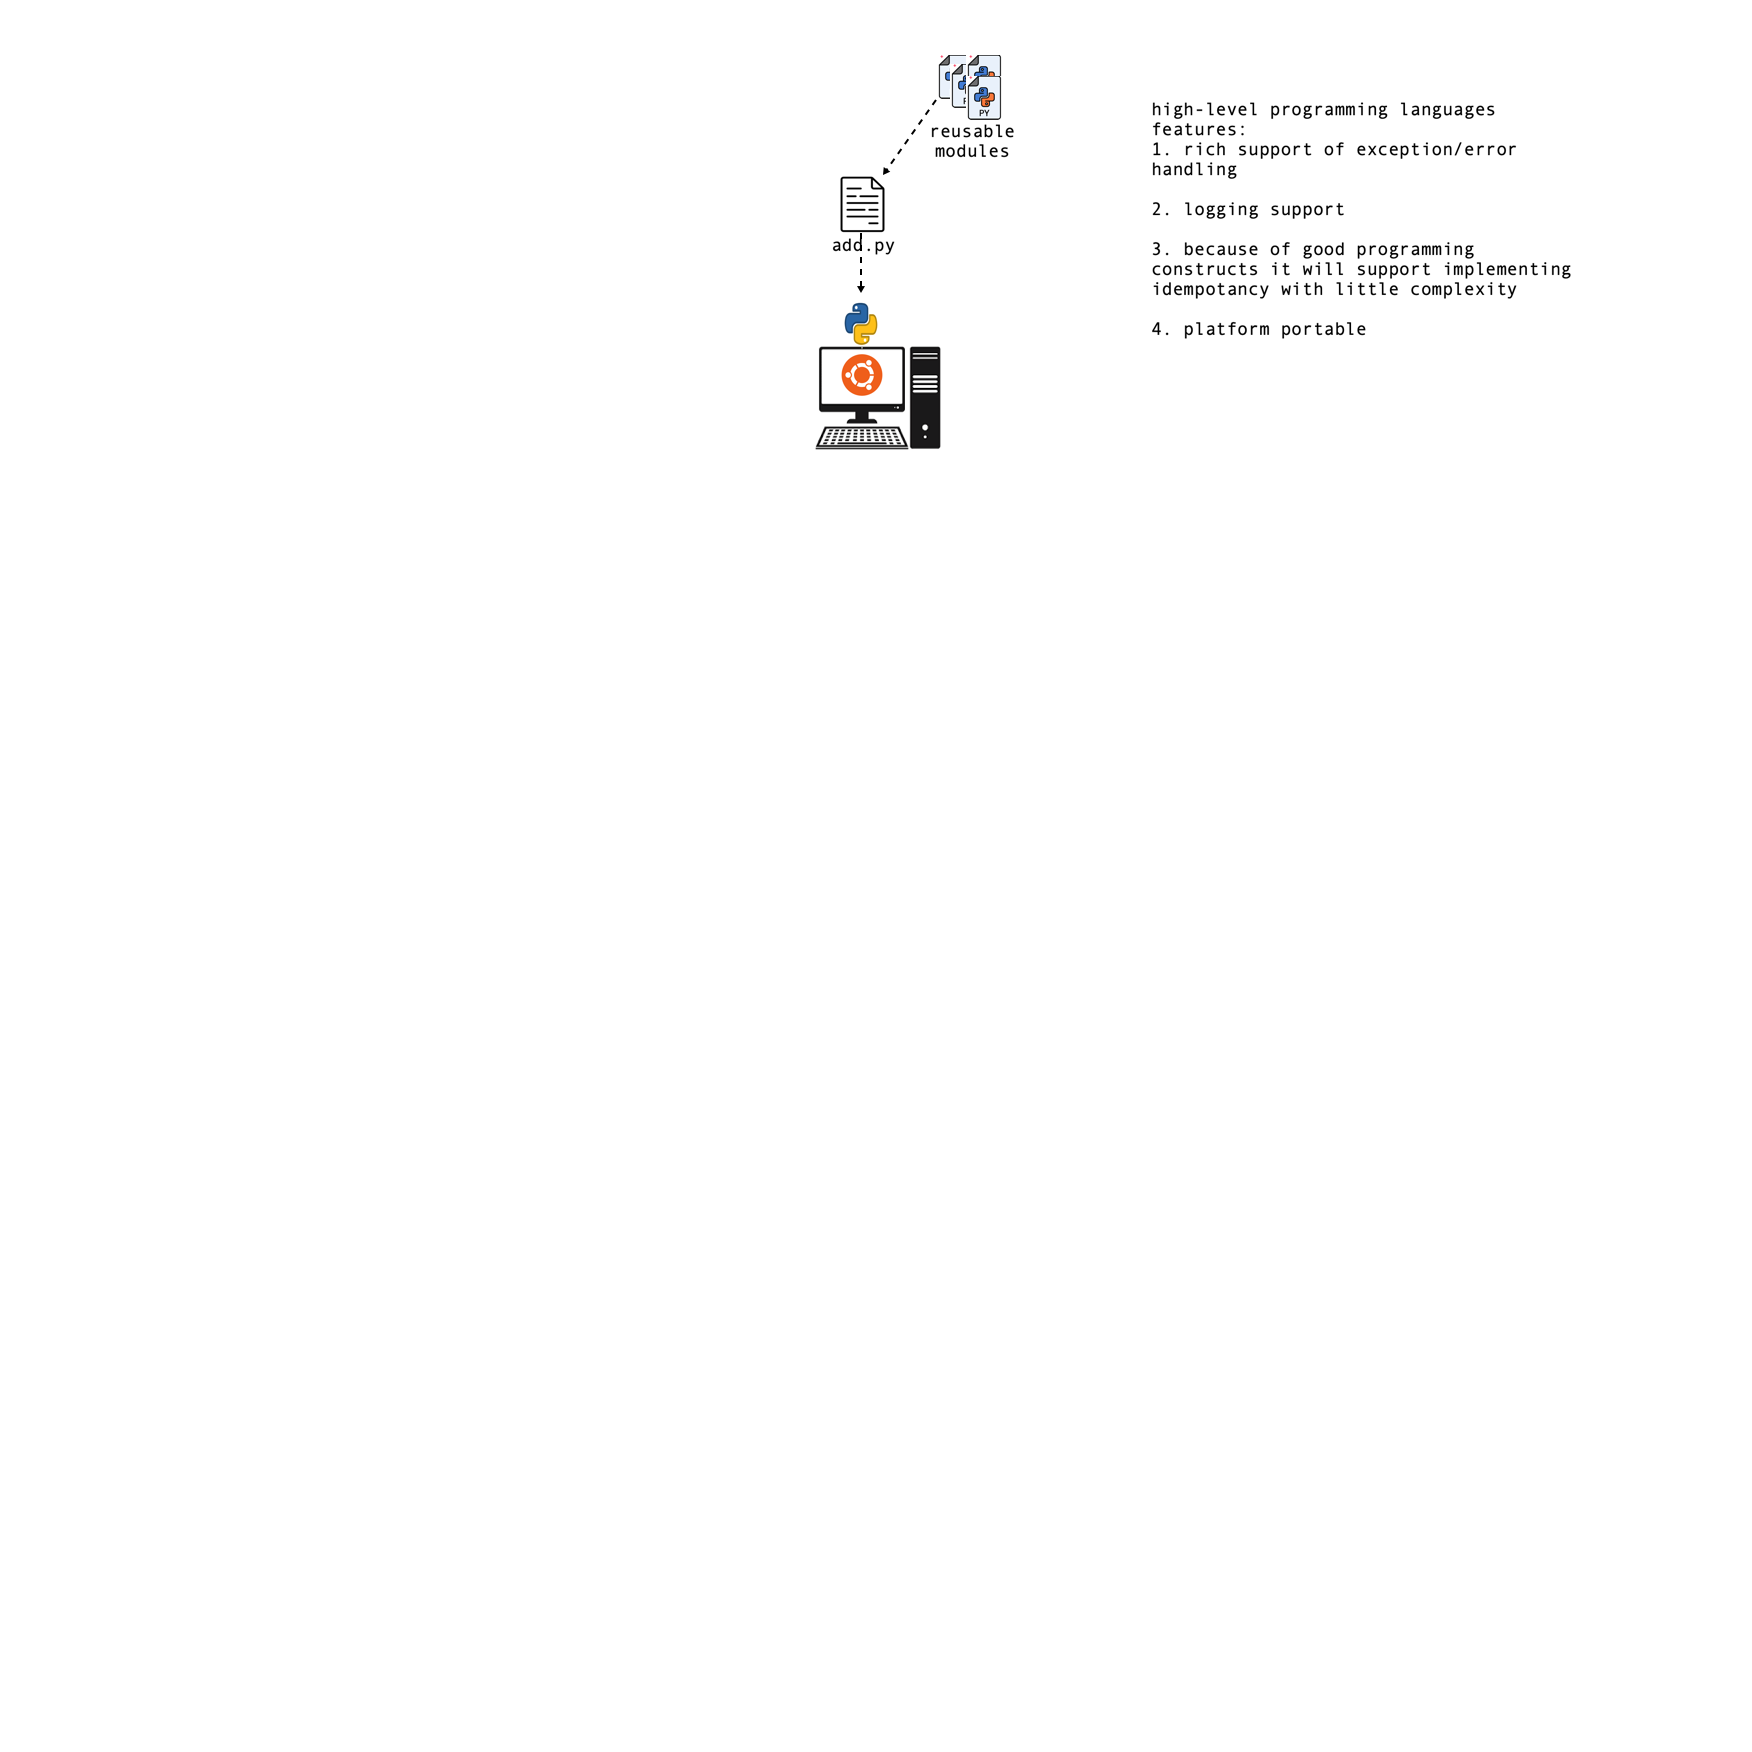 PY
reusable
modules
add.py
high-level programming languages
features:
1. rich support of exception/error
handling
2. logging support
3. because of good programming
constructs it will support implementing
idempotancy with little complexity
4. platform portable